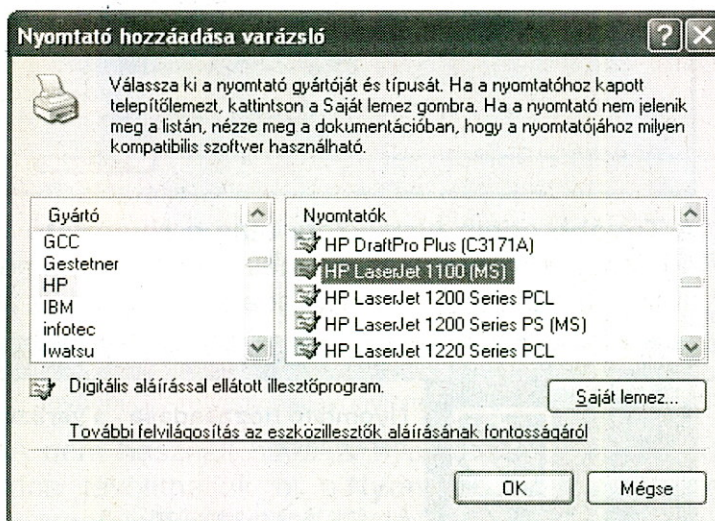 Nyomtató hozzáadása varázsló
Válassza ki a nyomtató gyártóját és típusát. Ha a nyomtatóhoz kapott
telepítőlemezt, kattintson a Saját lemez gombra. Ha a nyomtató nem jelenik
meg a listán, nézze meg a dokumentációban, hogy a nyomtatójához milyen
kompatibilis szoftver használható.
Gyártó
GCC
Gestetner
HP
IBM
infotec
Iwatsu
Nyomtatók
HP DraftPro Plus (C3171A)
HP LaserJet 1100 (MS)
HP LaserJet 1200 Series PCL
HP LaserJet 1200 Series PS (MS)
HP LaserJet 1220 Series PCL
Digitális aláírással ellátott illesztőprogram.
Saját lemez...
További felvilágosítás az eszközillesztők aláírásának fontosságáról
OK
Mégse